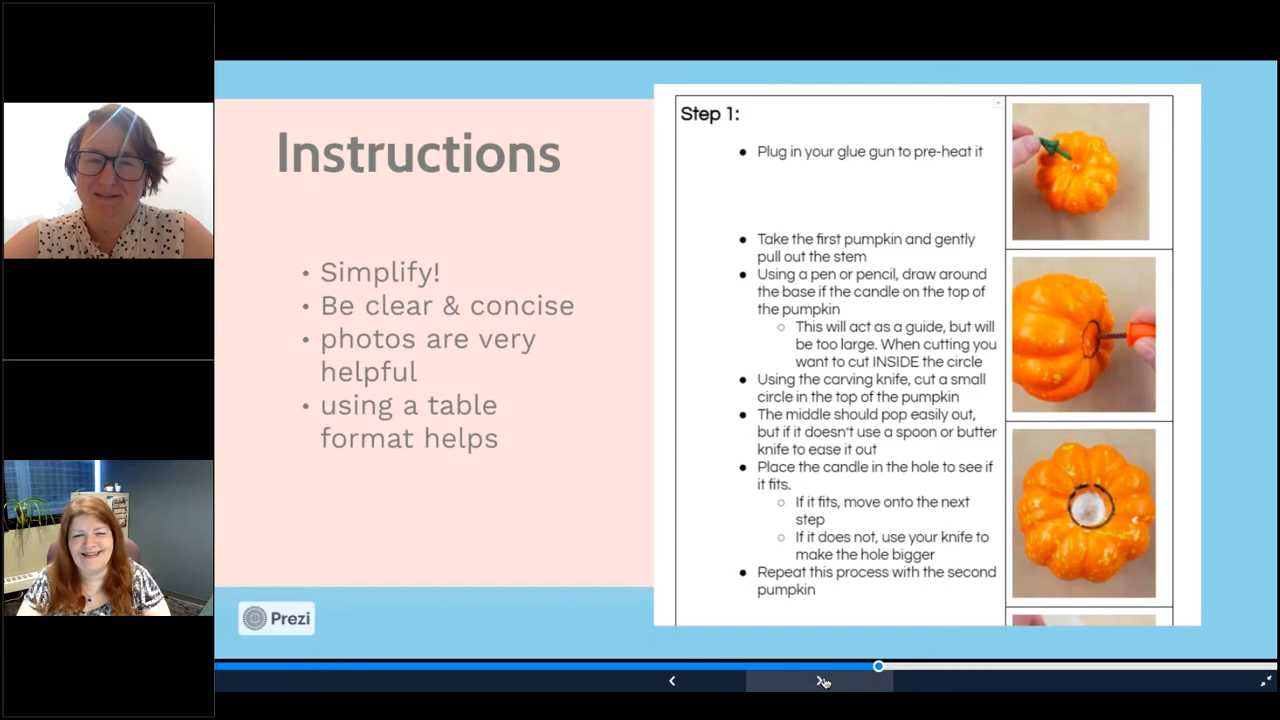 Instructions
• Simplify!
• Be clear & concise
• photos are very
helpful
• using a table
format helps
Prezi
Step 1:
● Plug in your glue gun to pre-heat it
● Take the first pumpkin and gently
pull out the stem
● Using a pen or pencil, draw around
the base if the candle on the top of
the pumpkin
○ This will act as a guide, but will
be too large. When cutting you
want to cut INSIDE the circle
● Using the carving knife, cut a small
circle in the top of the pumpkin
● The middle should pop easily out,
but if it doesn't use a spoon or butter
knife to ease it out
● Place the candle in the hole to see if
it fits.
○ If it fits, move onto the next
step
○ If it does not, use your knife to
make the hole bigger
● Repeat this process with the second
pumpkin